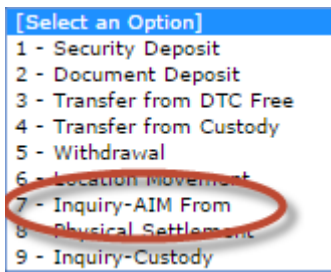 [Select an Option]
1 - Security Deposit
2 - Document Deposit
3 - Transfer from DTC Free
4 - Transfer from Custody
5 - Withdrawal
6 - Location Movement
7 - Inquiry-AIM From
8 - Physical Settlement
9 - Inquiry-Custody